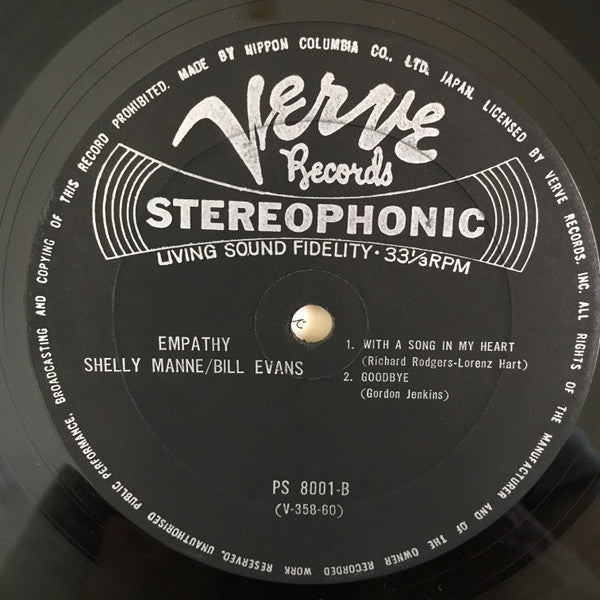 MADE BY NIPPON COLUMBIA CO., LTD. JAPAN. LICENSED BY VERVE RECORDS. INC. ALL RIGHTS OF THE MANUFACTURER AND OF THE OWNER RECORDED WORK RESERVED. UNAUTHORISED PUBLIC PERFORMANCE, BROADCASTING AND COPYING OF THIS RECORD PROHIBITED.
Verve
Records
STEREOPHONIC
LIVING SOUND FIDELITY · 33⅓ RPM
EMPATHY
SHELLY MANNE/BILL EVANS
1. WITH A SONG IN MY HEART
(Richard Rodgers-Lorenz Hart)
2. GOODBYE
(Gordon Jenkins)
PS 8001-B
(V-358-60)